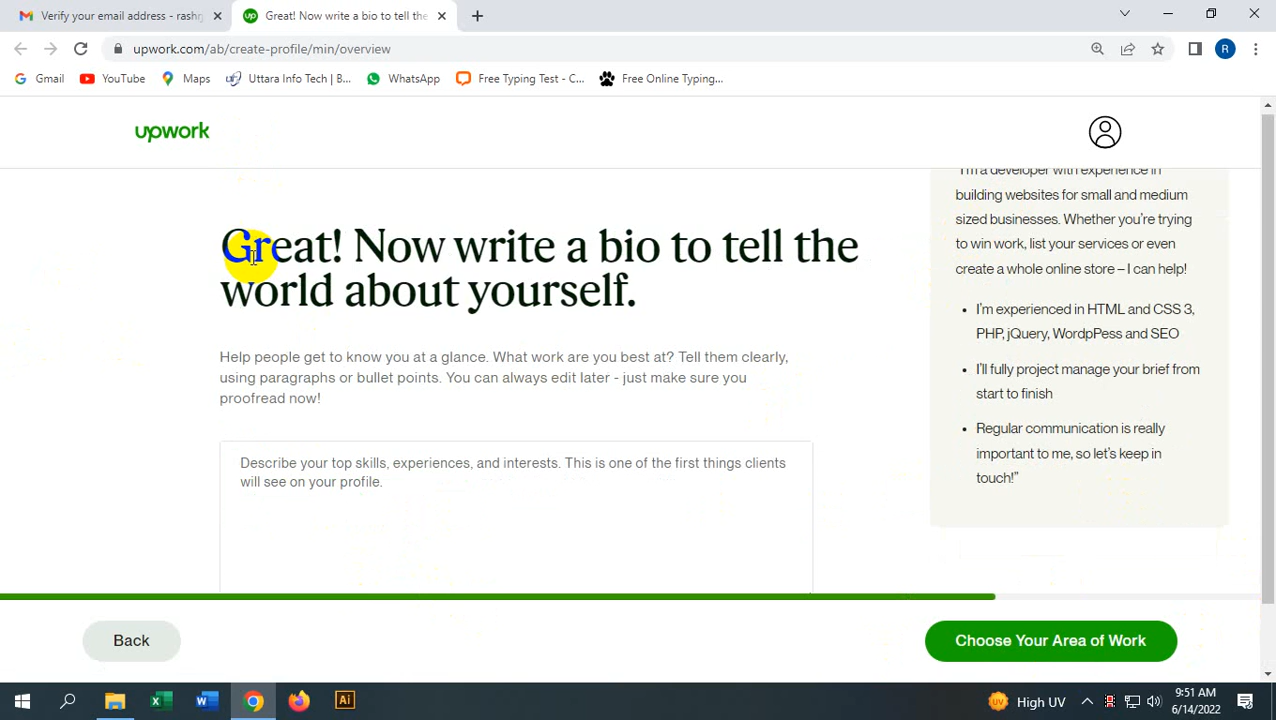 Verify your email address - rashr
Great! Now write a bio to tell the
upwork.com/ab/create-profile/min/overview
R
Gmail
YouTube
Maps
Uttara Info Tech | B...
WhatsApp
Free Typing Test - C...
Free Online Typing...
upwork
Great! Now write a bio to tell the
world about yourself.
Help people get to know you at a glance. What work are you best at? Tell them clearly,
using paragraphs or bullet points. You can always edit later - just make sure you
proofread now!
Describe your top skills, experiences, and interests. This is one of the first things clients
will see on your profile.
"I'm a developer with experience in
building websites for small and medium
sized businesses. Whether you're trying
to win work, list your services or even
create a whole online store – I can help!
• I'm experienced in HTML and CSS 3,
PHP, jQuery, WordpPess and SEO
• I'll fully project manage your brief from
start to finish
• Regular communication is really
important to me, so let's keep in
touch!"
Back
Choose Your Area of Work
High UV
9:51 AM
6/14/2022